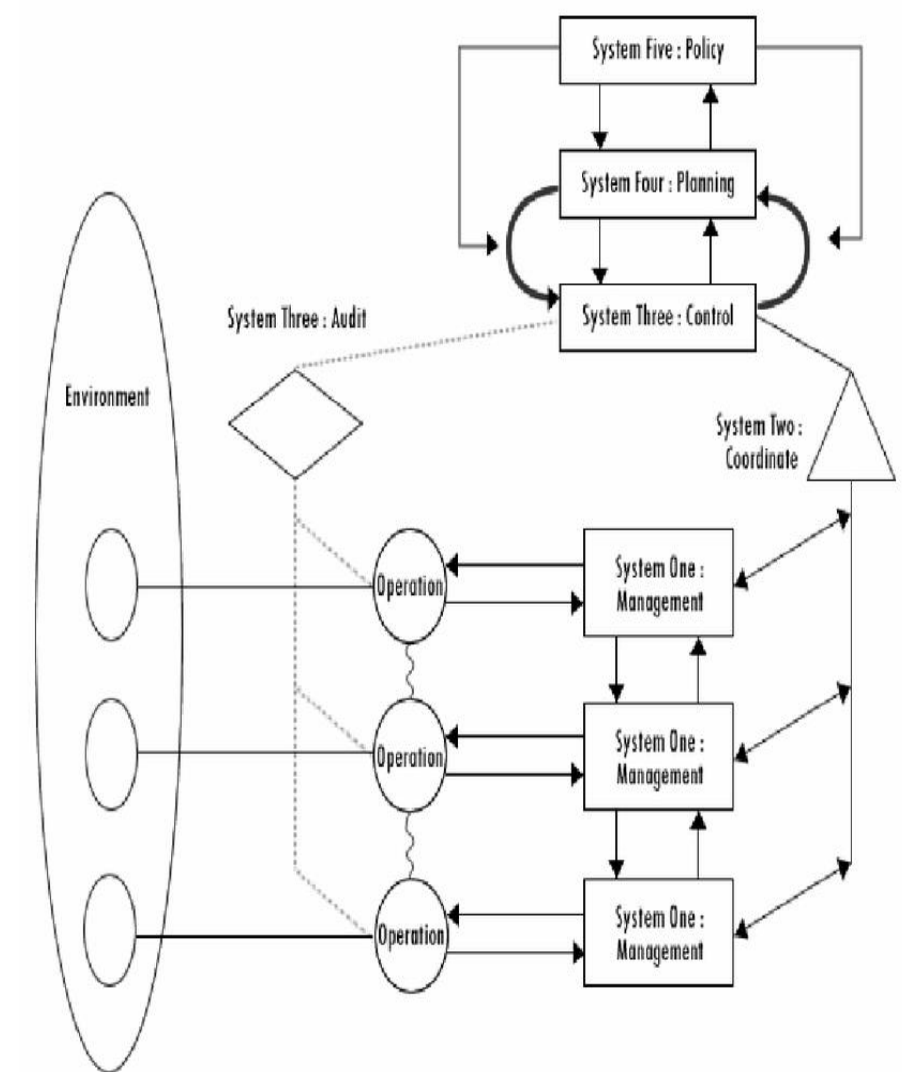 System Five : Policy
System Four : Planning
System Three : Audit
System Three : Control
Environment
System Two :
Coordinate
Operation
System One :
Management
Operation
System One :
Management
Operation
System One :
Management